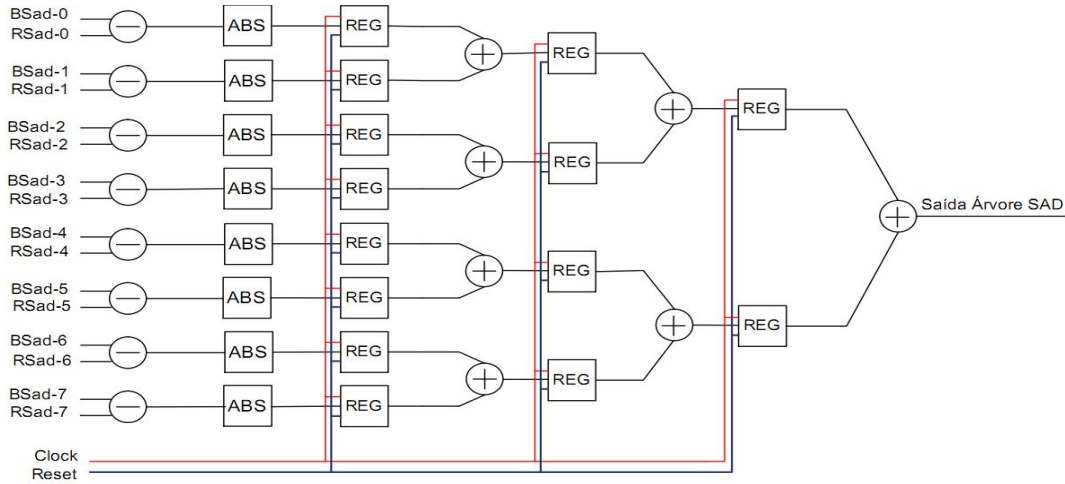 BSad-0
RSad-0
ABS
REG
BSad-1
RSad-1
ABS
REG
REG
BSad-2
RSad-2
ABS
REG
REG
BSad-3
RSad-3
ABS
REG
REG
Saída Árvore SAD
BSad-4
RSad-4
ABS
REG
BSad-5
RSad-5
ABS
REG
REG
BSad-6
RSad-6
ABS
REG
REG
BSad-7
RSad-7
ABS
REG
REG
Clock
Reset